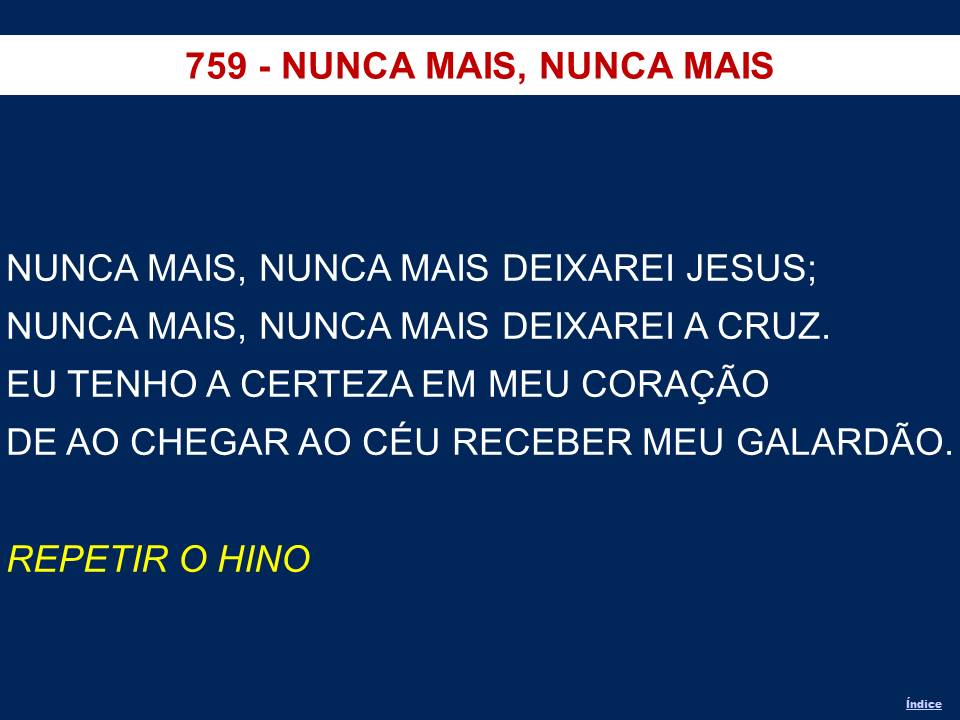 759 - NUNCA MAIS, NUNCA MAIS
NUNCA MAIS, NUNCA MAIS DEIXAREI JESUS;
NUNCA MAIS, NUNCA MAIS DEIXAREI A CRUZ.
EU TENHO A CERTEZA EM MEU CORAÇÃO
DE AO CHEGAR AO CÉU RECEBER MEU GALARDÃO.
REPETIR O HINO
Índice